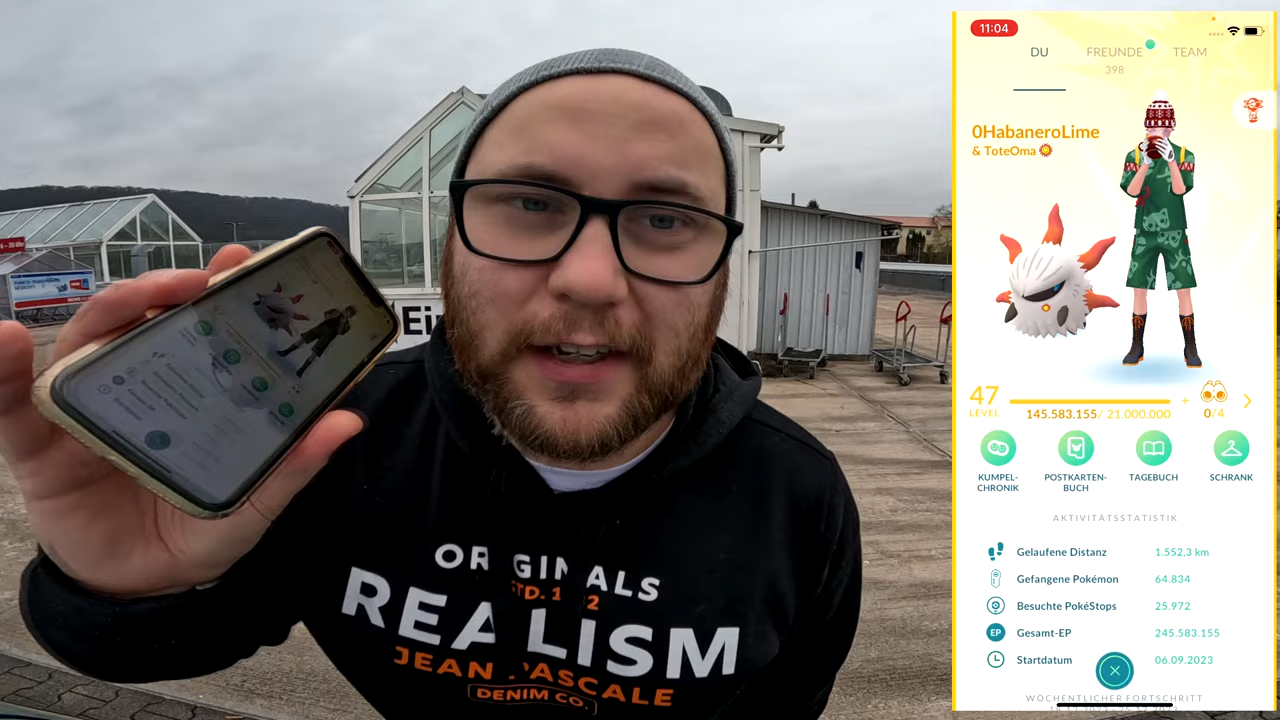 11:04
DU
FREUNDE
TEAM
398
0HabaneroLime
& ToteOma
47
LEVEL
145.583.155/ 21.000.000
+
0/4
KUMPEL-
CHRONIK
POSTKARTEN-
BUCH
TAGEBUCH
SCHRANK
AKTIVITÄTSSTATISTIK
Gelaufene Distanz 1.552,3 km
Gefangene Pokémon 64.834
Besuchte PokéStops 25.972
EP Gesamt-EP 245.583.155
Startdatum 06.09.2023
WÖCHENTLICHER FORTSCHRITT
Ei
ORIGINALS
REALISM
JEAN PASCALE
DENIM CO.